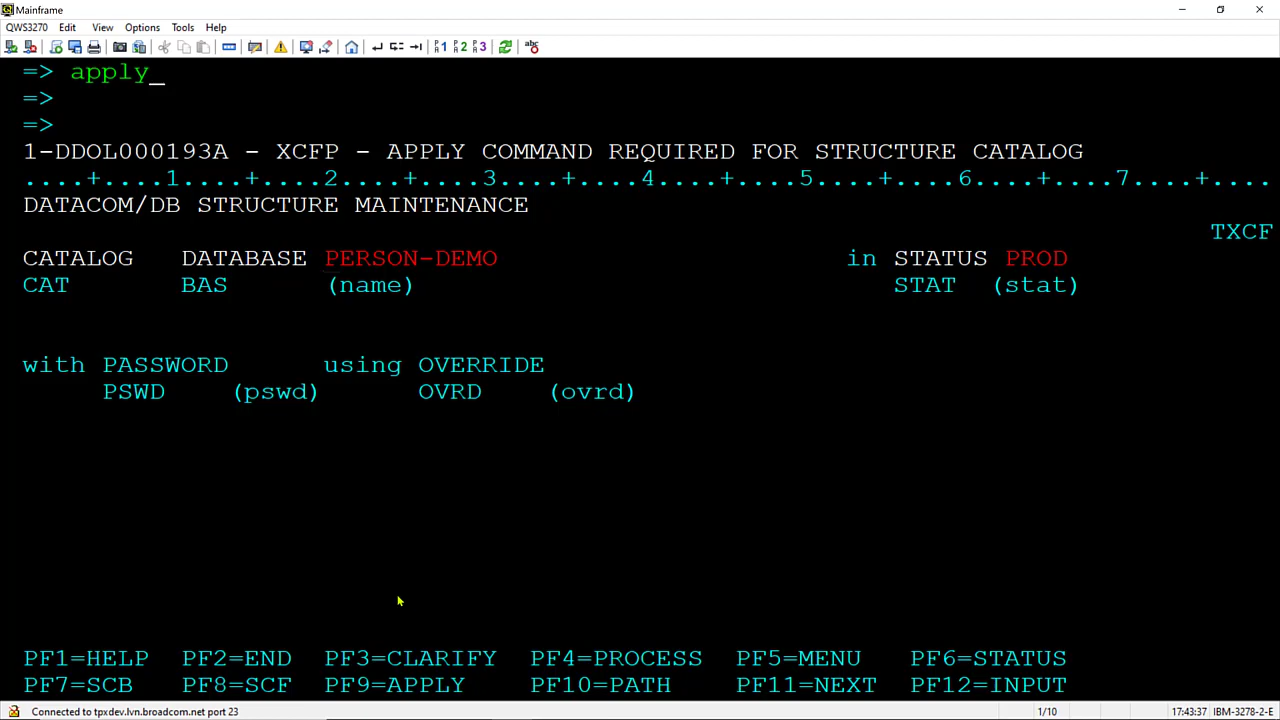 Mainframe
QWS3270 Edit View Options Tools Help
PA1 PA2 PA3 abc
=> apply_
=>
=>
1-DDOL000193A - XCFP - APPLY COMMAND REQUIRED FOR STRUCTURE CATALOG
....+....1....+....2....+....3....+....4....+....5....+....6....+....7....+....
DATACOM/DB STRUCTURE MAINTENANCE
TXCF
CATALOG DATABASE PERSON-DEMO in STATUS PROD
CAT BAS (name) STAT (stat)
with PASSWORD using OVERRIDE
PSWD (pswd) OVRD (ovrd)
PF1=HELP PF2=END PF3=CLARIFY PF4=PROCESS PF5=MENU PF6=STATUS
PF7=SCB PF8=SCF PF9=APPLY PF10=PATH PF11=NEXT PF12=INPUT
Connected to tpxdev.lvn.broadcom.net port 23 1/10 17:43:37 IBM-3278-2-E